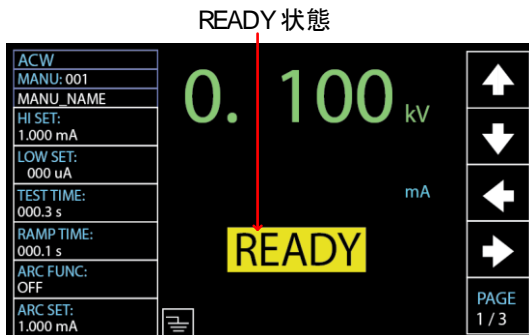 READY 状態
ACW
MANU: 001
MANU_NAME
HI SET:
1.000 mA
LOW SET:
000 uA
TEST TIME:
000.3 s
RAMP TIME:
000.1 s
ARC FUNC:
OFF
ARC SET:
1.000 mA
0. 100 kV
mA
READY
PAGE
1 / 3